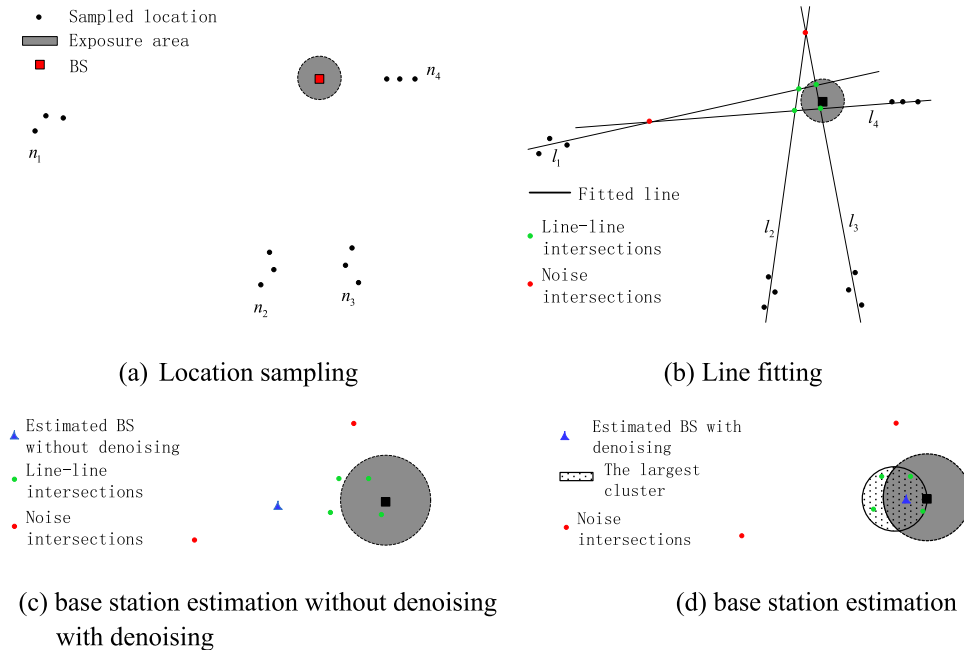 Sampled location
Exposure area
BS
n4
n1
n2
n3
(a) Location sampling
l1
l4
Fitted line
Line-line
intersections
Noise
intersections
l2
l3
(b) Line fitting
Estimated BS
without denoising
Line-line
intersections
Noise
intersections
(c) base station estimation without denoising
with denoising
Estimated BS with
denoising
The largest
cluster
Noise
intersections
(d) base station estimation